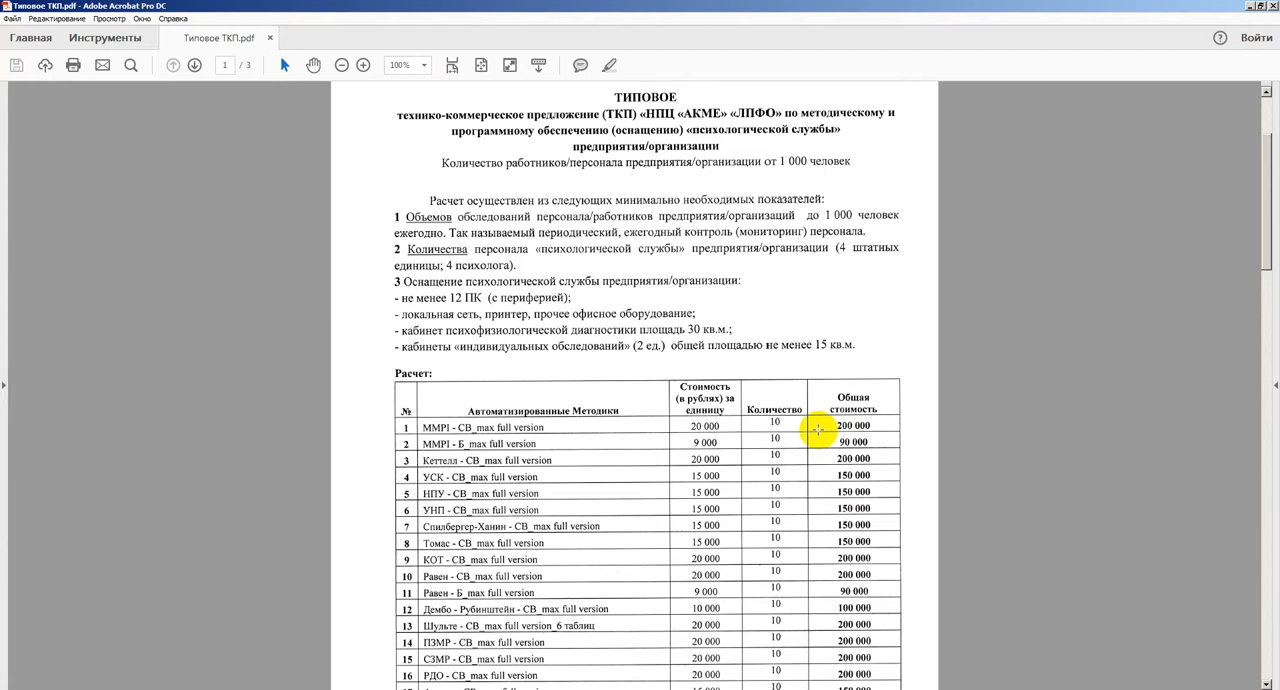 Типовое ТКП.pdf - Adobe Acrobat Pro DC
Файл Редактирование Просмотр Окно Справка
Главная Инструменты Типовое ТКП.pdf × Войти
1 / 3 100%
ТИПОВОЕ
технико-коммерческое предложение (ТКП) «НПЦ «АКМЕ» «ЛПФО» по методическому и
программному обеспечению (оснащению) «психологической службы»
предприятия/организации
Количество работников/персонала предприятия/организации от 1 000 человек
Расчет осуществлен из следующих минимально необходимых показателей:
1 Объемов обследований персонала/работников предприятия/организаций до 1 000 человек
ежегодно. Так называемый периодический, ежегодный контроль (мониторинг) персонала.
2 Количества персонала «психологической службы» предприятия/организации (4 штатных
единицы; 4 психолога).
3 Оснащение психологической службы предприятия/организации:
- не менее 12 ПК (с периферией);
- локальная сеть, принтер, прочее офисное оборудование;
- кабинет психофизиологической диагностики площадь 30 кв.м.;
- кабинеты «индивидуальных обследований» (2 ед.) общей площадью не менее 15 кв.м.
Расчет:
№ Автоматизированные Методики Стоимость (в рублях) за единицу Количество Общая стоимость
1 MMPI - СВ_max full version 20 000 10 200 000
2 MMPI - Б_max full version 9 000 10 90 000
3 Кеттелл - СВ_max full version 20 000 10 200 000
4 УСК - СВ_max full version 15 000 10 150 000
5 НПУ - СВ_max full version 15 000 10 150 000
6 УНП - СВ_max full version 15 000 10 150 000
7 Спилбергер-Ханин - СВ_max full version 15 000 10 150 000
8 Томас - СВ_max full version 15 000 10 150 000
9 КОТ - СВ_max full version 20 000 10 200 000
10 Равен - СВ_max full version 20 000 10 200 000
11 Равен - Б_max full version 9 000 10 90 000
12 Дембо - Рубинштейн - СВ_max full version 10 000 10 100 000
13 Шульте - СВ_max full version_6 таблиц 20 000 10 200 000
14 ПЗМР - СВ_max full version 20 000 10 200 000
15 СЗМР - СВ_max full version 20 000 10 200 000
16 РДО - СВ_max full version 20 000 10 200 000